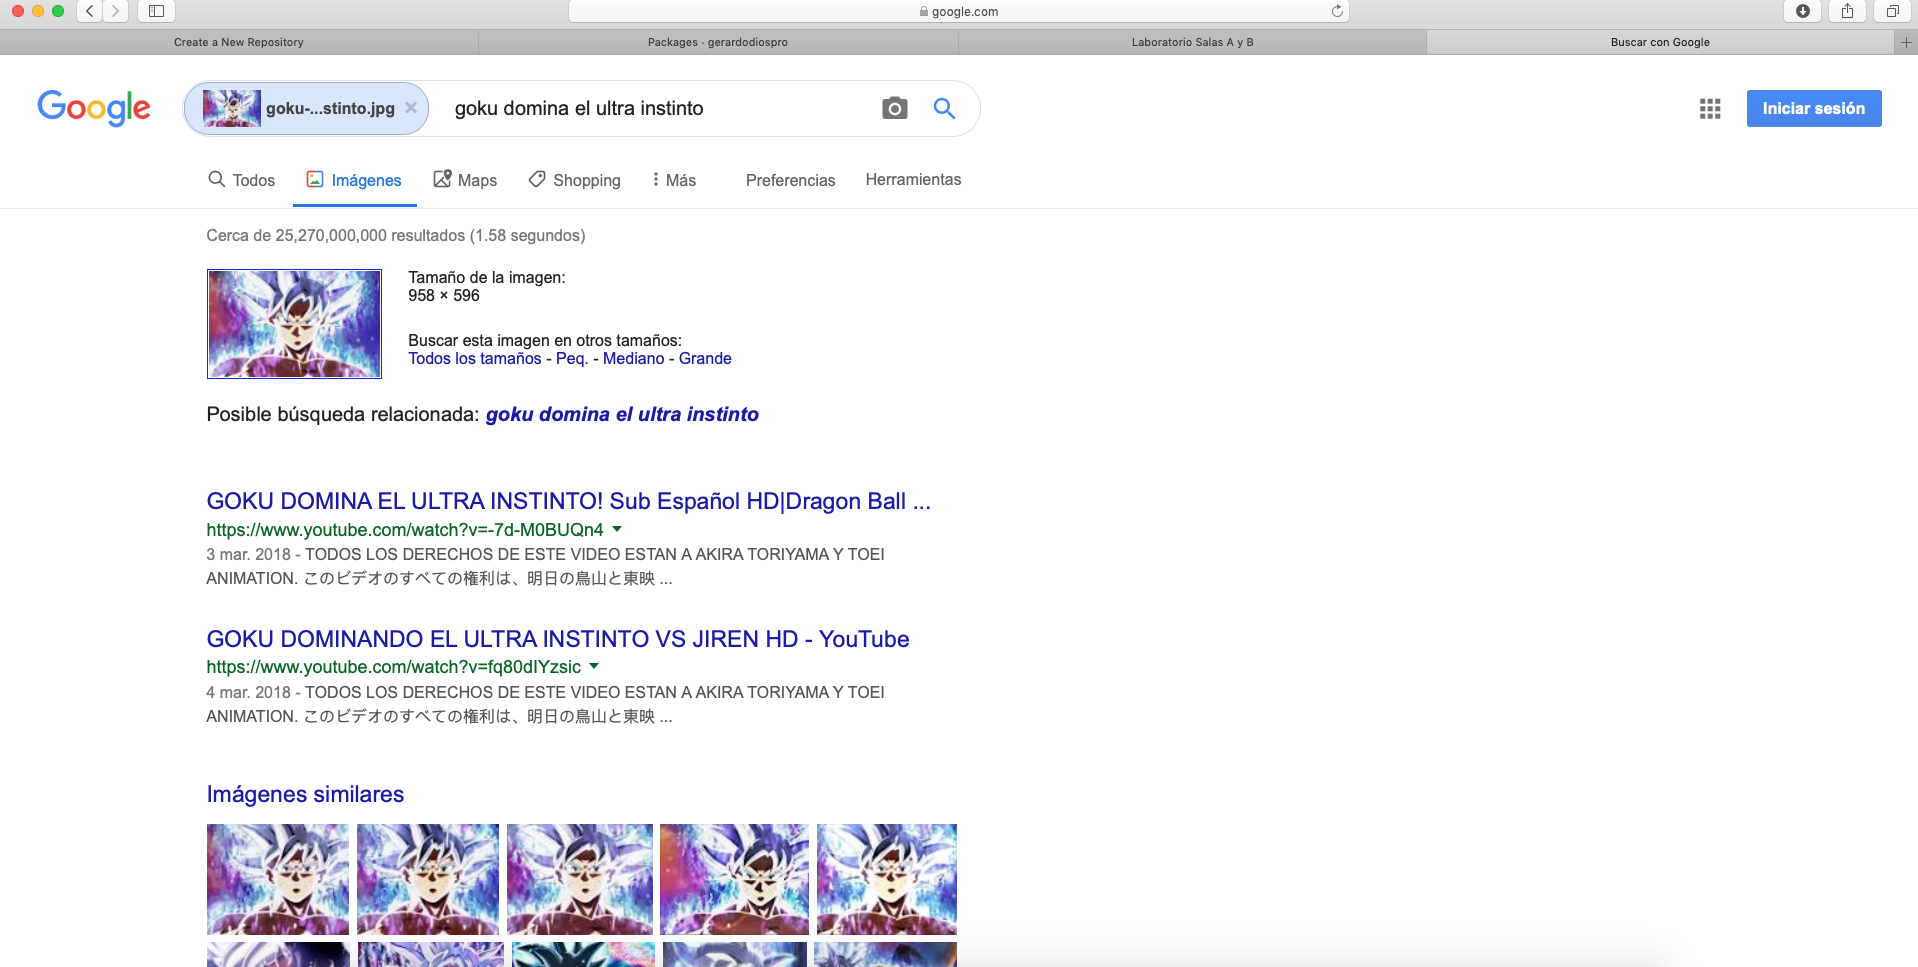 google.com
Create a New Repository
Packages · gerardodiospro
Laboratorio Salas A y B
Buscar con Google
Google
goku-...stinto.jpg
goku domina el ultra instinto
Iniciar sesión
Todos
Imágenes
Maps
Shopping
Más
Preferencias
Herramientas
Cerca de 25,270,000,000 resultados (1.58 segundos)
Tamaño de la imagen:
958 × 596
Buscar esta imagen en otros tamaños:
Todos los tamaños - Peq. - Mediano - Grande
Posible búsqueda relacionada: goku domina el ultra instinto
GOKU DOMINA EL ULTRA INSTINTO! Sub Español HD|Dragon Ball ...
https://www.youtube.com/watch?v=-7d-M0BUQn4
3 mar. 2018 - TODOS LOS DERECHOS DE ESTE VIDEO ESTAN A AKIRA TORIYAMA Y TOEI
ANIMATION. このビデオのすべての権利は、明日の鳥山と東映 ...
GOKU DOMINANDO EL ULTRA INSTINTO VS JIREN HD - YouTube
https://www.youtube.com/watch?v=fq80dIYzsic
4 mar. 2018 - TODOS LOS DERECHOS DE ESTE VIDEO ESTAN A AKIRA TORIYAMA Y TOEI
ANIMATION. このビデオのすべての権利は、明日の鳥山と東映 ...
Imágenes similares